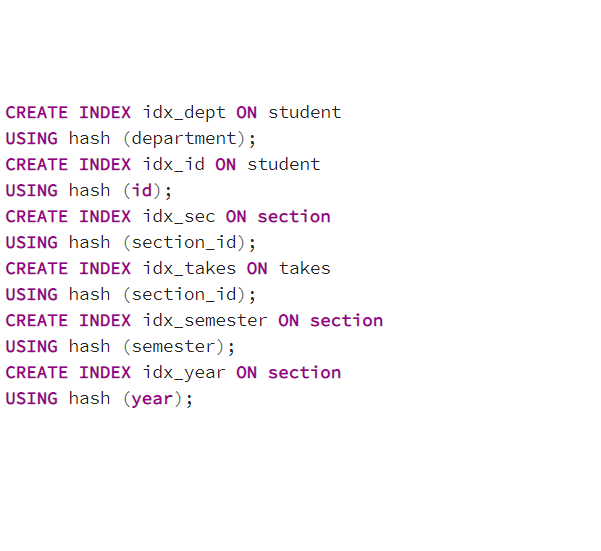 CREATE INDEX idx_dept ON student
USING hash (department);
CREATE INDEX idx_id ON student
USING hash (id);
CREATE INDEX idx_sec ON section
USING hash (section_id);
CREATE INDEX idx_takes ON takes
USING hash (section_id);
CREATE INDEX idx_semester ON section
USING hash (semester);
CREATE INDEX idx_year ON section
USING hash (year);